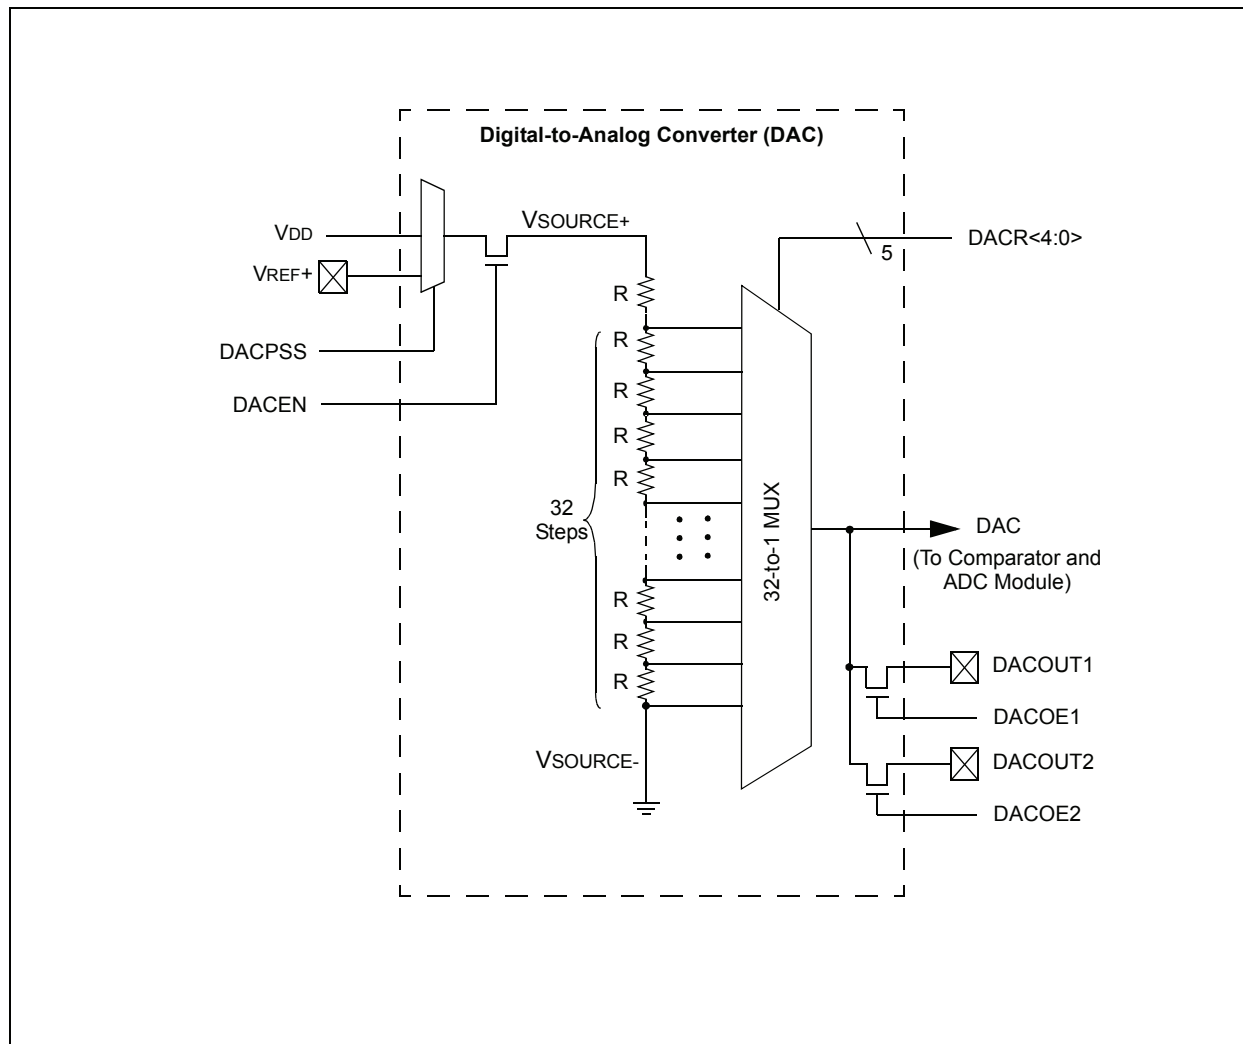 Digital-to-Analog Converter (DAC)
VSOURCE+
VDD
DACR<4:0>
5
VREF+
R
DACPSS
R
DACEN
R
R
R
32
Steps
32-to-1 MUX
DAC
(To Comparator and
ADC Module)
R
R
R
DACOUT1
DACOE1
VSOURCE-
DACOUT2
DACOE2